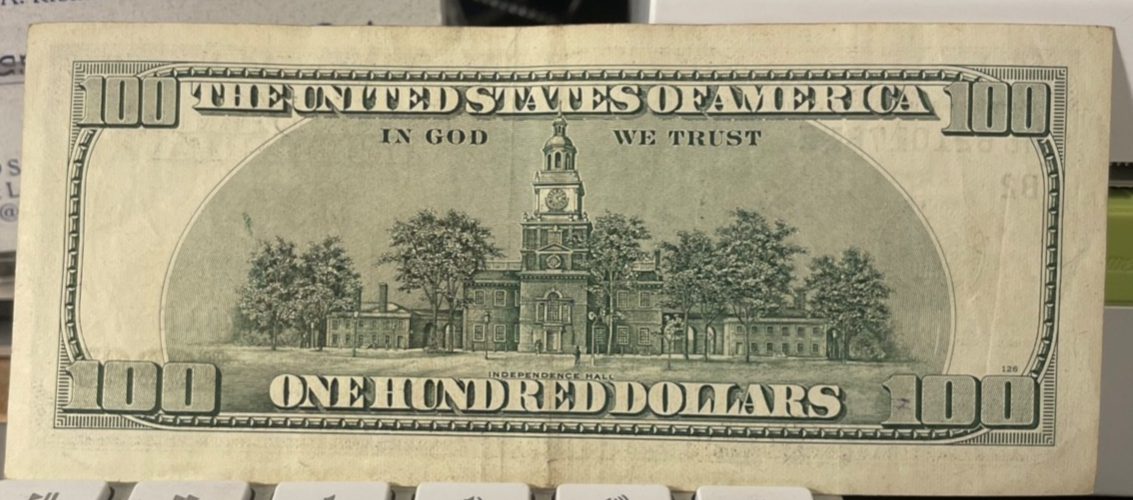 100 THE UNITED STATES OF AMERICA 100
IN GOD WE TRUST
B2
INDEPENDENCE HALL
126
100 ONE HUNDRED DOLLARS 100